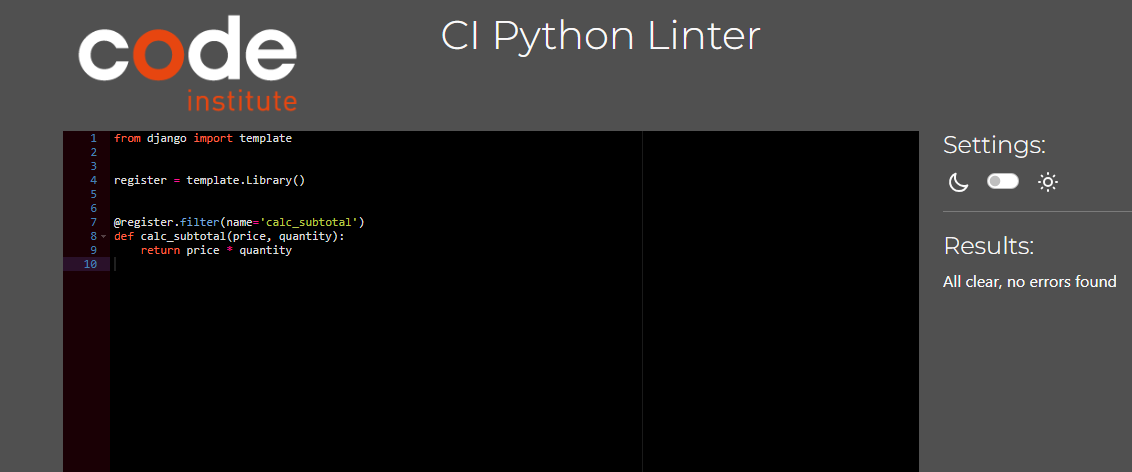 code
institute
CI Python Linter
1 from django import template
2
3
4 register = template.Library()
5
6
7 @register.filter(name='calc_subtotal')
8 def calc_subtotal(price, quantity):
9     return price * quantity
10
Settings:
Results:
All clear, no errors found